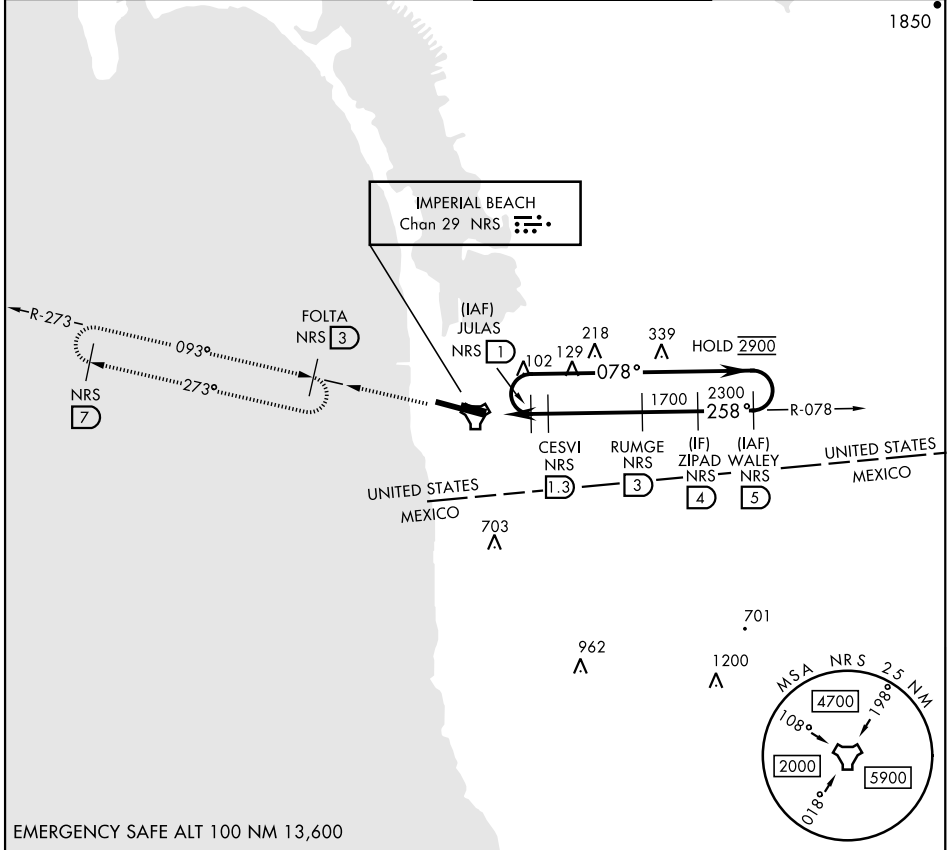 1850
IMPERIAL BEACH
Chan 29 NRS
R-273
093°
273°
NRS
7
FOLTA
NRS 3
(IAF)
JULAS
NRS 1
102
129
218
339
HOLD 2900
078°
1700
2300
258°
R-078
CESVI
NRS
1.3
RUMGE
NRS
3
(IF)
ZIPAD
NRS
4
(IAF)
WALEY
NRS
5
UNITED STATES
MEXICO
UNITED STATES
MEXICO
703
962
701
1200
MSA NRS 25 NM
4700
108°
198°
2000
5900
018°
EMERGENCY SAFE ALT 100 NM 13,600